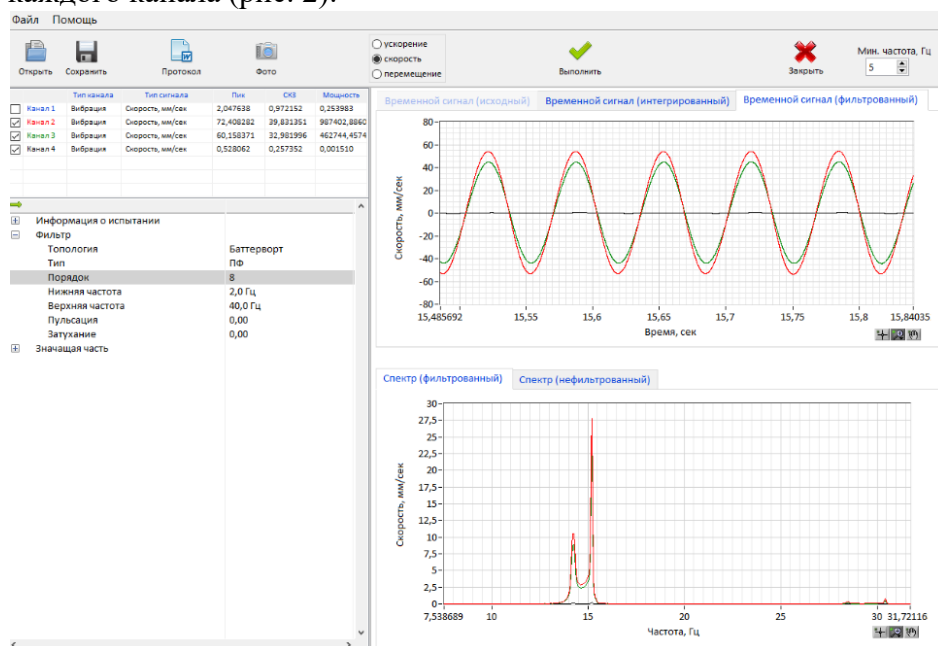 каждого канала (рис. 2).
Файл Помощь
Открыть Сохранить Протокол Фото
ускорение
скорость
перемещение
Выполнить Закрыть
Мин. частота, Гц
5
Тип канала Тип сигнала Пик СКЗ Мощность
Канал 1 Вибрация Скорость, мм/сек 2,047638 0,972152 0,253983
Канал 2 Вибрация Скорость, мм/сек 72,408282 39,831351 987402,8860
Канал 3 Вибрация Скорость, мм/сек 60,158371 32,981996 462744,4574
Канал 4 Вибрация Скорость, мм/сек 0,528062 0,257352 0,001510
Информация о испытании
Фильтр
Топология Баттерворт
Тип ПФ
Порядок 8
Нижняя частота 2,0 Гц
Верхняя частота 40,0 Гц
Пульсация 0,00
Затухание 0,00
Значащая часть
Временной сигнал (исходный) Временной сигнал (интегрированный) Временной сигнал (фильтрованный)
80
60
40
20
0
-20
-40
-60
-80
Скорость, мм/сек
15,485692 15,55 15,6 15,65 15,7 15,75 15,8 15,84035
Время, сек
Спектр (фильтрованный) Спектр (нефильтрованный)
30
27,5
25
22,5
20
17,5
15
12,5
10
7,5
5
2,5
0
Скорость, мм/сек
7,538689 10 15 20 25 30 31,72116
Частота, Гц